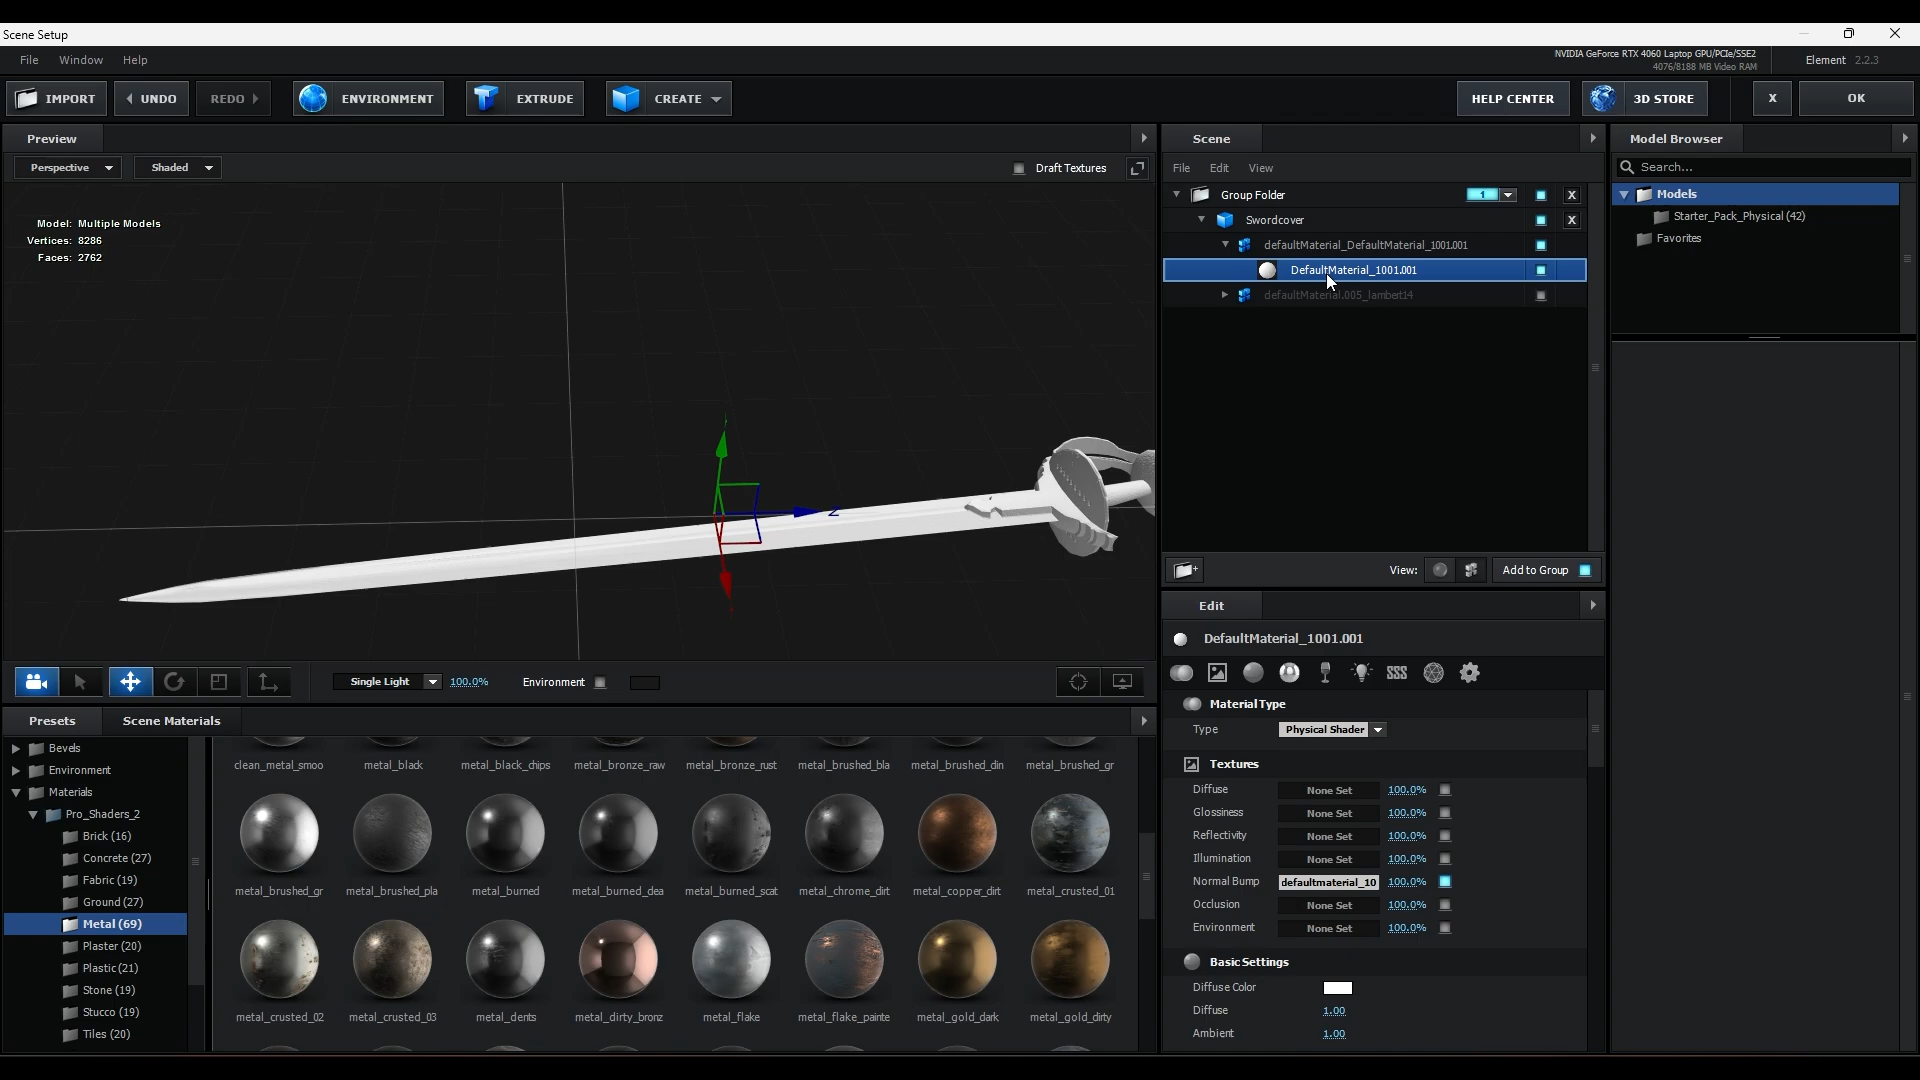 Scene Setup
File Window Help
NVIDIA GeForce RTX 4060 Laptop GPU/PCIe/SSE2
4076/8188 MB Video RAM
Element 2.2.3
IMPORT UNDO REDO ENVIRONMENT EXTRUDE CREATE HELP CENTER 3D STORE X OK
Preview
Perspective Shaded Draft Textures
Model: Multiple Models
Vertices: 8286
Faces: 2762
Z
Single Light 100.0% Environment
Scene
File Edit View
Group Folder 1 X
Swordcover X
defaultMaterial_DefaultMaterial_1001.001
DefaultMaterial_1001.001
defaultMaterial.005_lambert14
View: Add to Group
Model Browser
Search...
Models
Starter_Pack_Physical (42)
Favorites
Presets Scene Materials
Bevels
Environment
Materials
Pro_Shaders_2
Brick (16)
Concrete (27)
Fabric (19)
Ground (27)
Metal (69)
Plaster (20)
Plastic (21)
Stone (19)
Stucco (19)
Tiles (20)
clean_metal_smoo metal_black metal_black_chips metal_bronze_raw metal_bronze_rust metal_brushed_bla metal_brushed_din metal_brushed_gr
metal_brushed_gr metal_brushed_pla metal_burned metal_burned_dea metal_burned_scat metal_chrome_dirt metal_copper_dirt metal_crusted_01
metal_crusted_02 metal_crusted_03 metal_dents metal_dirty_bronz metal_flake metal_flake_painte metal_gold_dark metal_gold_dirty
Edit
DefaultMaterial_1001.001
Material Type
Type Physical Shader
Textures
Diffuse None Set 100.0%
Glossiness None Set 100.0%
Reflectivity None Set 100.0%
Illumination None Set 100.0%
Normal Bump defaultmaterial_10 100.0%
Occlusion None Set 100.0%
Environment None Set 100.0%
Basic Settings
Diffuse Color
Diffuse 1.00
Ambient 1.00